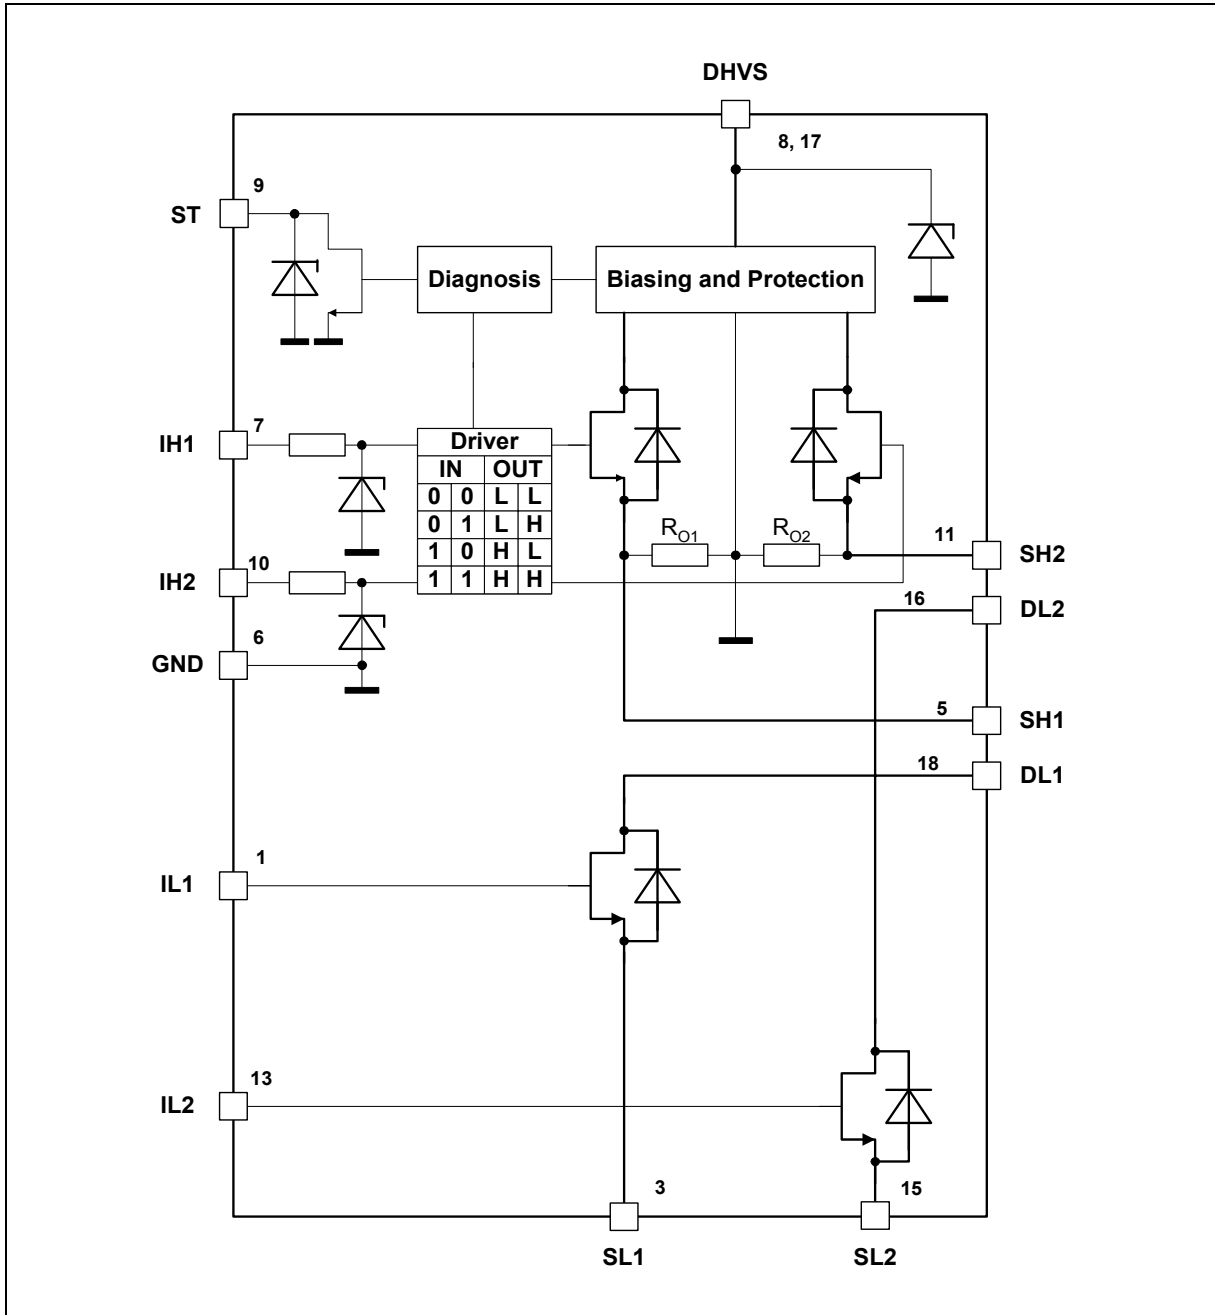 DHVS
8, 17
9
ST
Diagnosis
Biasing and Protection
7
IH1
Driver
IN OUT
0 0 L L
0 1 L H
1 0 H L
1 1 H H
RO1
RO2
11
SH2
10
IH2
16
DL2
6
GND
5
SH1
18
DL1
1
IL1
13
IL2
3
15
SL1
SL2